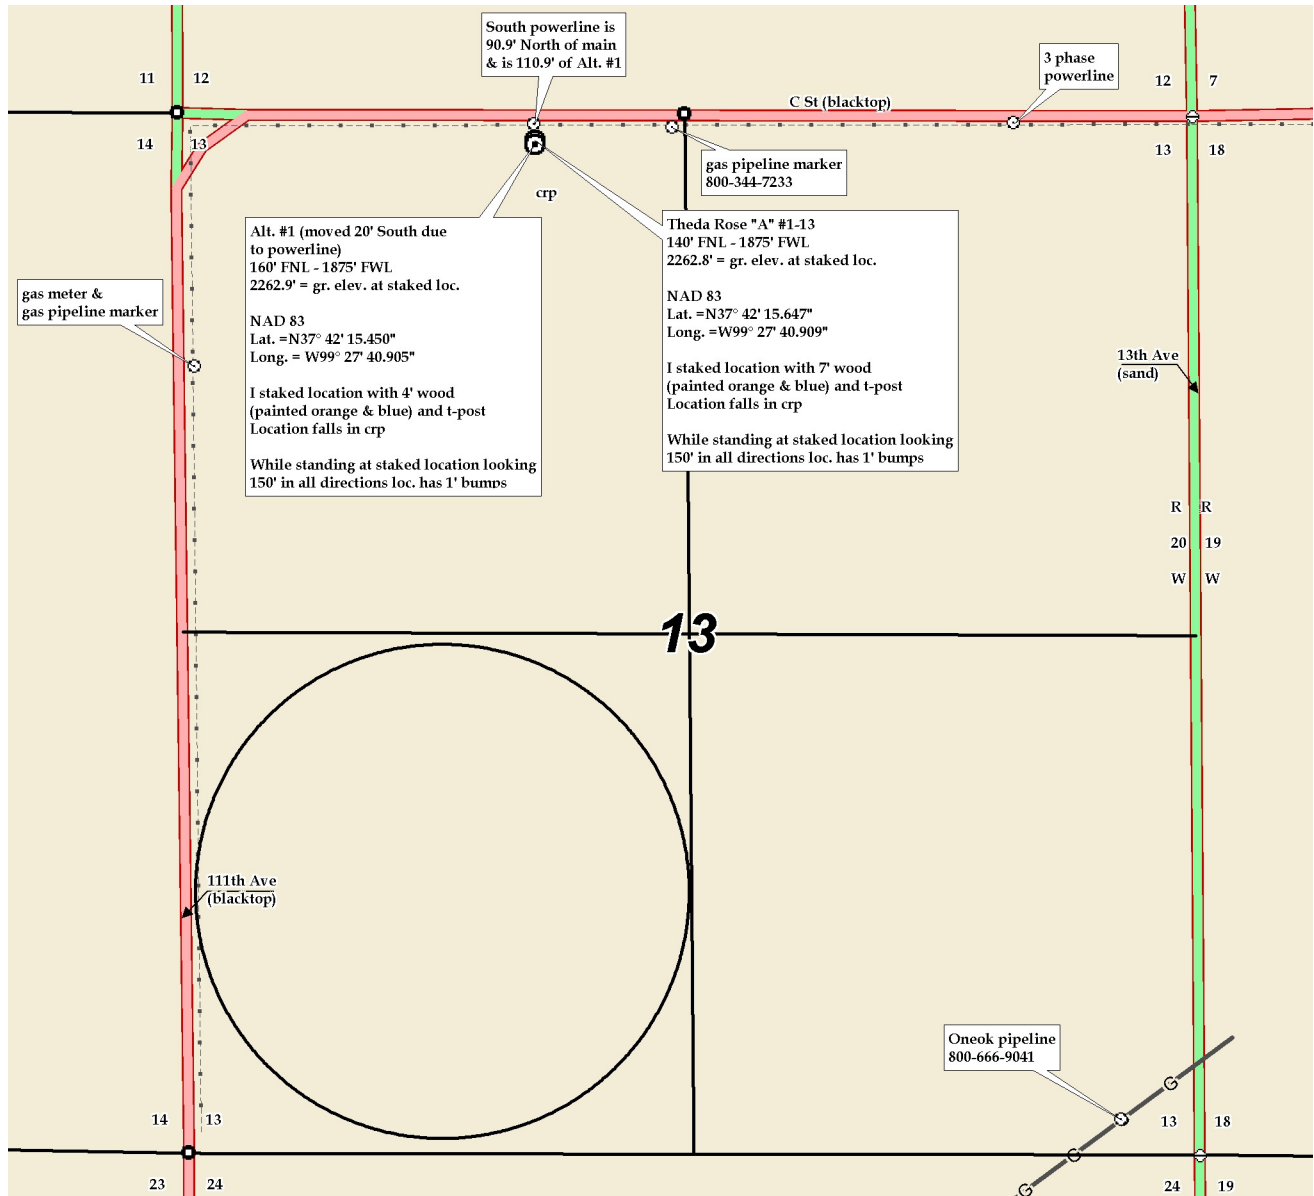 South powerline is
90.9' North of main
& is 110.9' of Alt. #1
3 phase
powerline
11
12
12
7
C St (blacktop)
14
13
13
18
gas pipeline marker
800-344-7233
crp
Alt. #1 (moved 20' South due
to powerline)
160' FNL - 1875' FWL
2262.9' = gr. elev. at staked loc.
NAD 83
Lat. =N37° 42' 15.450"
Long. = W99° 27' 40.905"
I staked location with 4' wood
(painted orange & blue) and t-post
Location falls in crp
While standing at staked location looking
150' in all directions loc. has 1' bumps
Theda Rose "A" #1-13
140' FNL - 1875' FWL
2262.8' = gr. elev. at staked loc.
NAD 83
Lat. =N37° 42' 15.647"
Long. =W99° 27' 40.909"
I staked location with 7' wood
(painted orange & blue) and t-post
Location falls in crp
While standing at staked location looking
150' in all directions loc. has 1' bumps
gas meter &
gas pipeline marker
13th Ave
(sand)
R R
20 19
W W
13
111th Ave
(blacktop)
Oneok pipeline
800-666-9041
G
G
G
14
13
13
18
23
24
24
19